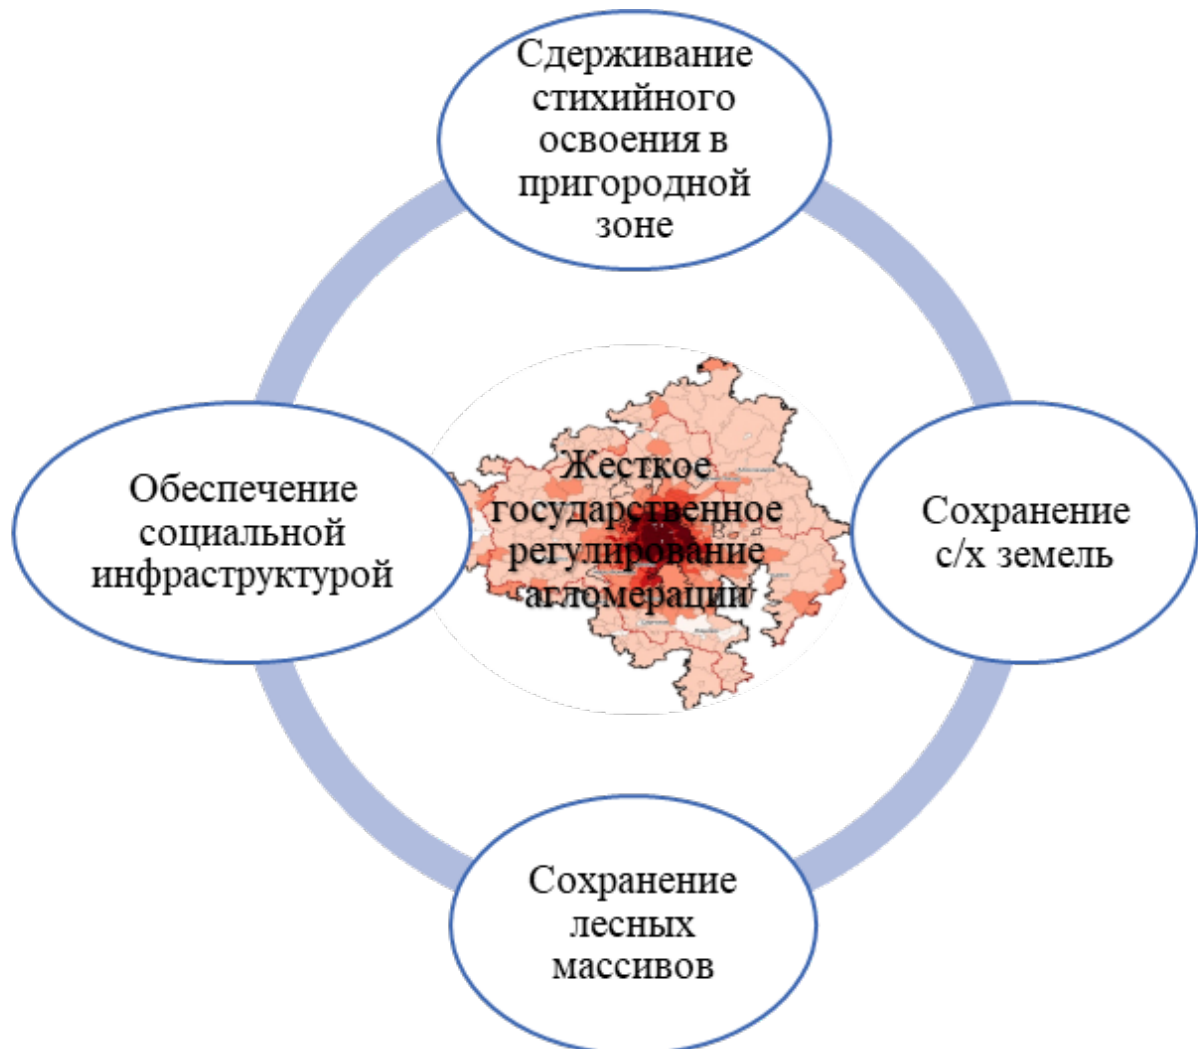 Сдерживание
стихийного
освоения в
пригородной
зоне
Обеспечение
социальной
инфраструктурой
Жесткое
государственное
регулирование
агломерации
Сохранение
с/х земель
Сохранение
лесных
массивов